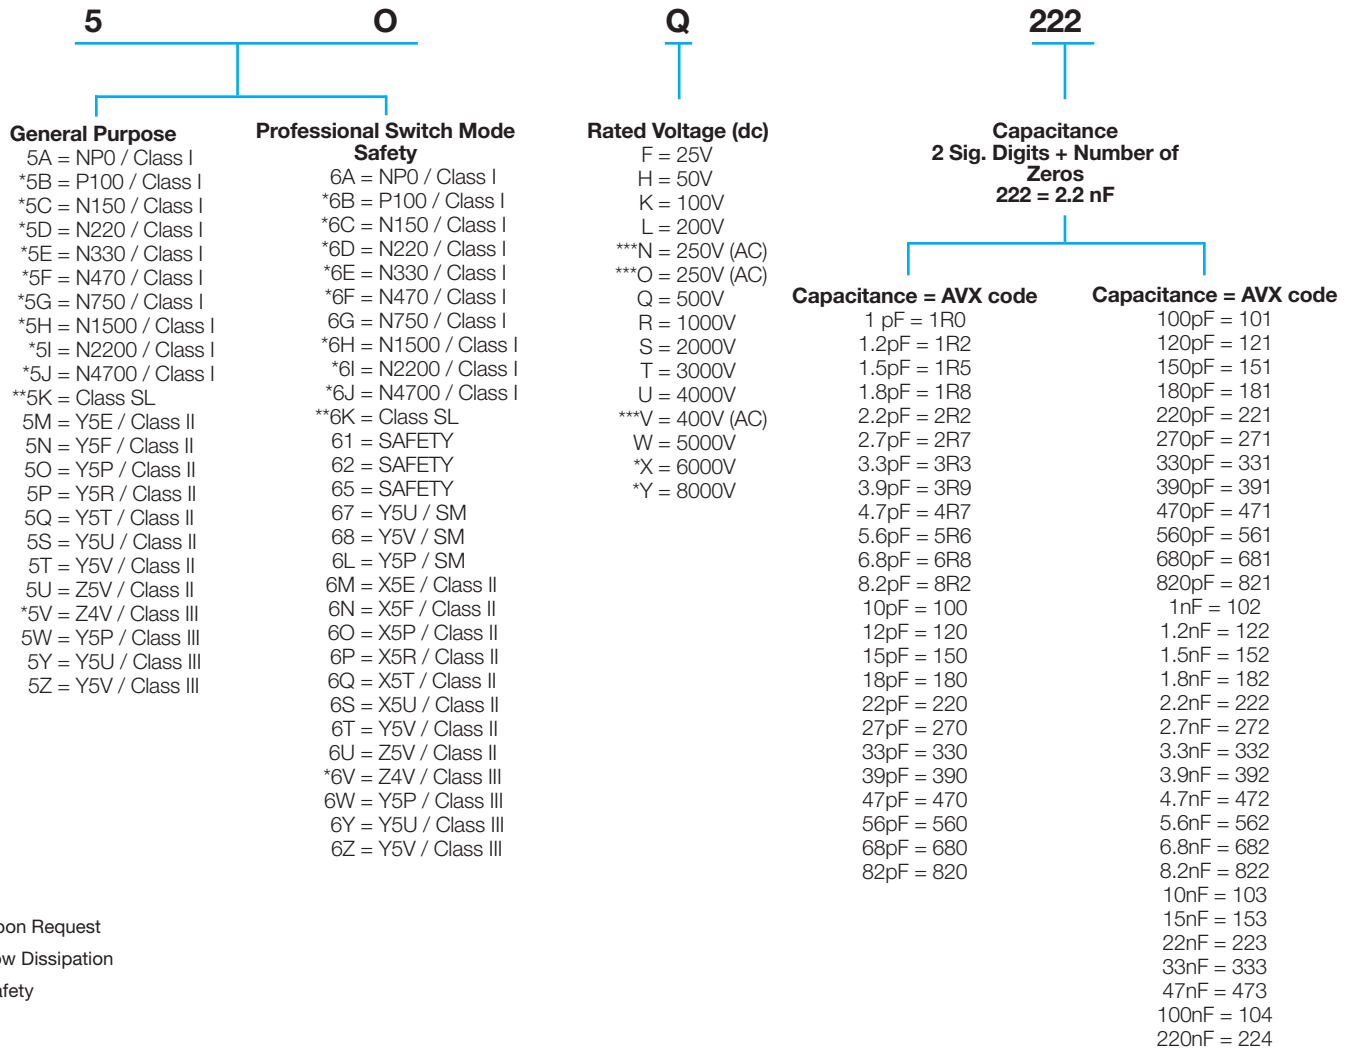 5 O Q 222
General Purpose
5A = NP0 / Class I
*5B = P100 / Class I
*5C = N150 / Class I
*5D = N220 / Class I
*5E = N330 / Class I
*5F = N470 / Class I
*5G = N750 / Class I
*5H = N1500 / Class I
*5I = N2200 / Class I
*5J = N4700 / Class I
**5K = Class SL
5M = Y5E / Class II
5N = Y5F / Class II
5O = Y5P / Class II
5P = Y5R / Class II
5Q = Y5T / Class II
5S = Y5U / Class II
5T = Y5V / Class II
5U = Z5V / Class II
*5V = Z4V / Class III
5W = Y5P / Class III
5Y = Y5U / Class III
5Z = Y5V / Class III
Professional Switch Mode
Safety
6A = NP0 / Class I
*6B = P100 / Class I
*6C = N150 / Class I
*6D = N220 / Class I
*6E = N330 / Class I
*6F = N470 / Class I
6G = N750 / Class I
*6H = N1500 / Class I
*6I = N2200 / Class I
*6J = N4700 / Class I
**6K = Class SL
61 = SAFETY
62 = SAFETY
65 = SAFETY
67 = Y5U / SM
68 = Y5V / SM
6L = Y5P / SM
6M = X5E / Class II
6N = X5F / Class II
6O = X5P / Class II
6P = X5R / Class II
6Q = X5T / Class II
6S = X5U / Class II
6T = Y5V / Class II
6U = Z5V / Class II
*6V = Z4V / Class III
6W = Y5P / Class III
6Y = Y5U / Class III
6Z = Y5V / Class III
Rated Voltage (dc)
F = 25V
H = 50V
K = 100V
L = 200V
***N = 250V (AC)
***O = 250V (AC)
Q = 500V
R = 1000V
S = 2000V
T = 3000V
U = 4000V
***V = 400V (AC)
W = 5000V
*X = 6000V
*Y = 8000V
Capacitance
2 Sig. Digits + Number of
Zeros
222 = 2.2 nF
Capacitance = AVX code
1 pF = 1R0
1.2pF = 1R2
1.5pF = 1R5
1.8pF = 1R8
2.2pF = 2R2
2.7pF = 2R7
3.3pF = 3R3
3.9pF = 3R9
4.7pF = 4R7
5.6pF = 5R6
6.8pF = 6R8
8.2pF = 8R2
10pF = 100
12pF = 120
15pF = 150
18pF = 180
22pF = 220
27pF = 270
33pF = 330
39pF = 390
47pF = 470
56pF = 560
68pF = 680
82pF = 820
Capacitance = AVX code
100pF = 101
120pF = 121
150pF = 151
180pF = 181
220pF = 221
270pF = 271
330pF = 331
390pF = 391
470pF = 471
560pF = 561
680pF = 681
820pF = 821
1nF = 102
1.2nF = 122
1.5nF = 152
1.8nF = 182
2.2nF = 222
2.7nF = 272
3.3nF = 332
3.9nF = 392
4.7nF = 472
5.6nF = 562
6.8nF = 682
8.2nF = 822
10nF = 103
15nF = 153
22nF = 223
33nF = 333
47nF = 473
100nF = 104
220nF = 224
Request
Dissipation